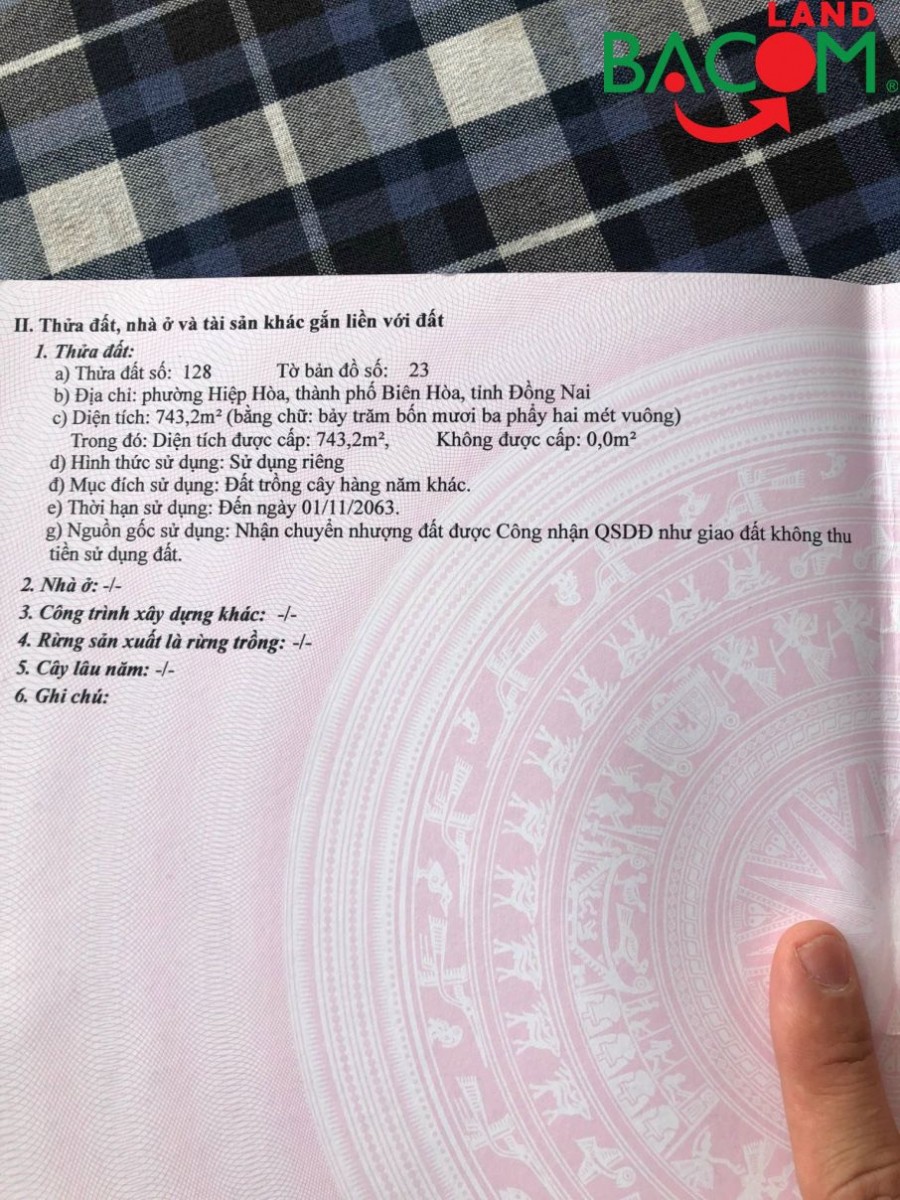 LAND
BACOM
®
II. Thửa đất, nhà ở và tài sản khác gắn liền với đất
1. Thửa đất:
a) Thửa đất số: 128 Tờ bản đồ số: 23
b) Địa chỉ: phường Hiệp Hòa, thành phố Biên Hòa, tỉnh Đồng Nai
c) Diện tích: 743,2m² (bằng chữ: bảy trăm bốn mươi ba phẩy hai mét vuông)
Trong đó: Diện tích được cấp: 743,2m², Không được cấp: 0,0m²
d) Hình thức sử dụng: Sử dụng riêng
đ) Mục đích sử dụng: Đất trồng cây hàng năm khác.
e) Thời hạn sử dụng: Đến ngày 01/11/2063.
g) Nguồn gốc sử dụng: Nhận chuyển nhượng đất được Công nhận QSDĐ như giao đất không thu
tiền sử dụng đất.
2. Nhà ở: -/-
3. Công trình xây dựng khác: -/-
4. Rừng sản xuất là rừng trồng: -/-
5. Cây lâu năm: -/-
6. Ghi chú: